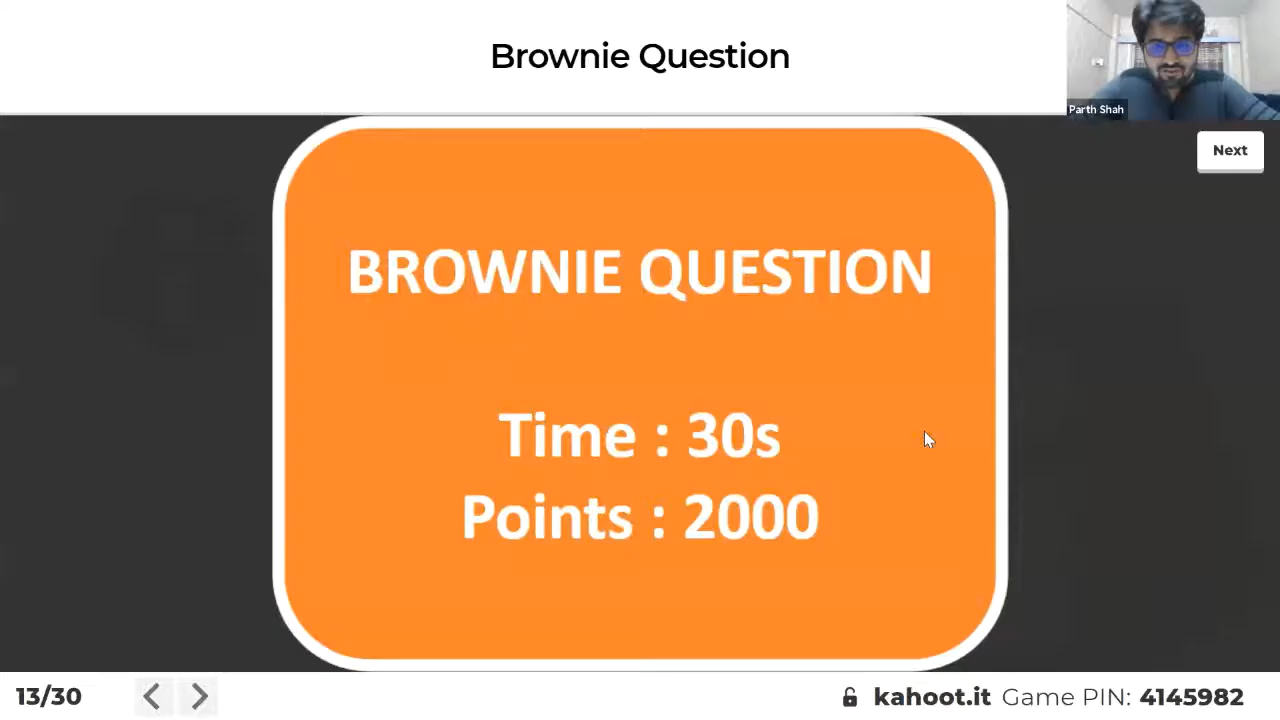 Brownie Question
Parth Shah
Next
BROWNIE QUESTION
Time : 30s
Points : 2000
13/30
kahoot.it Game PIN: 4145982